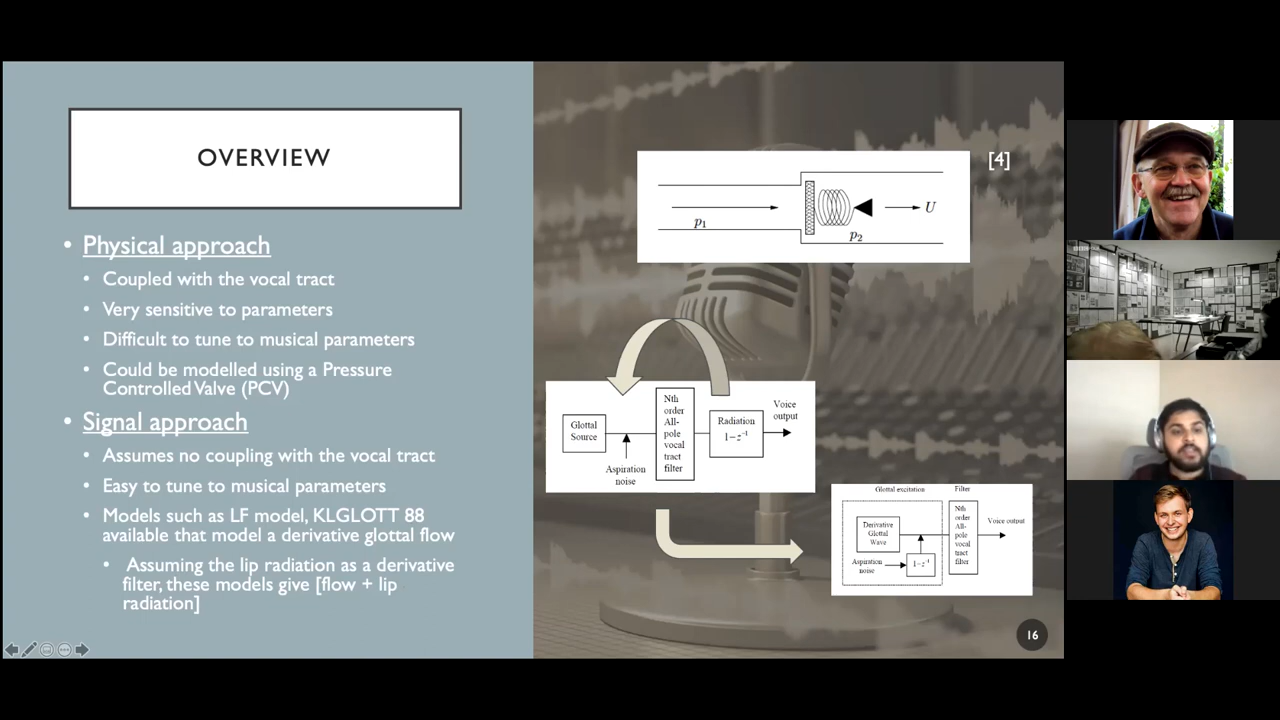 OVERVIEW
• Physical approach
• Coupled with the vocal tract
• Very sensitive to parameters
• Difficult to tune to musical parameters
• Could be modelled using a Pressure
Controlled Valve (PCV)
• Signal approach
• Assumes no coupling with the vocal tract
• Easy to tune to musical parameters
• Models such as LF model, KLGLOTT 88
available that model a derivative glottal flow
• Assuming the lip radiation as a derivative
filter, these models give [flow + lip
radiation]
[4]
p₁
p₂
U
Glottal
Source
Aspiration
noise
Nth
order
All-
pole
vocal
tract
filter
Radiation
1−z⁻¹
Voice
output
Glottal excitation
Filter
Derivative
Glottal
Wave
Aspiration
noise
1−z⁻¹
Nth
order
All-
pole
vocal
tract
filter
Voice output
16